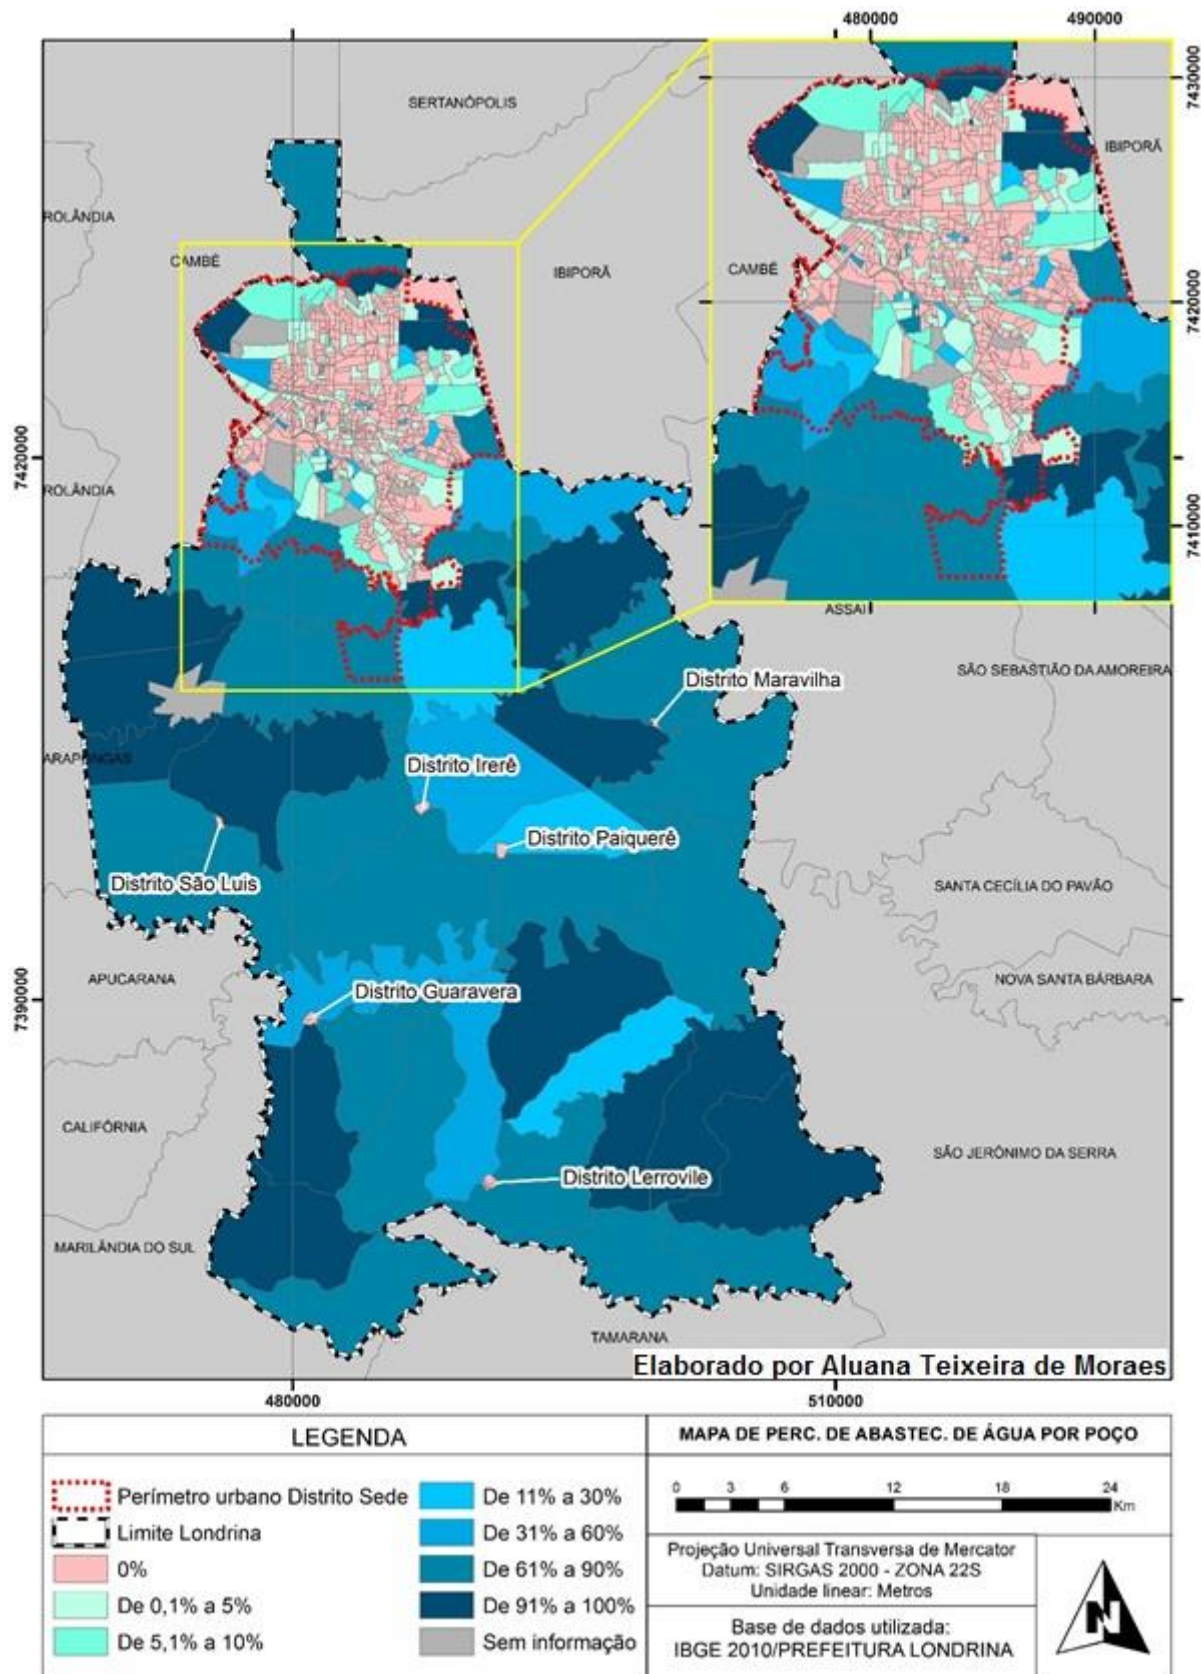 480000
490000
SERTANÓPOLIS
ROLÂNDIA
CAMBÉ
IBIPORÃ
7430000
IBIPORÃ
CAMBÉ
7420000
7410000
7420000
ROLÂNDIA
ASSAÍ
SÃO SEBASTIÃO DA AMOREIRA
Distrito Maravilha
ARAPONGAS
Distrito Irerê
Distrito Paiquerê
Distrito São Luis
SANTA CECÍLIA DO PAVÃO
APUCARANA
NOVA SANTA BÁRBARA
7390000
Distrito Guaravera
CALIFÓRNIA
SÃO JERÔNIMO DA SERRA
Distrito Lerrovile
MARILÂNDIA DO SUL
TAMARANA
Elaborado por Aluana Teixeira de Moraes
480000
510000
LEGENDA
Perímetro urbano Distrito Sede
Limite Londrina
0%
De 0,1% a 5%
De 5,1% a 10%
De 11% a 30%
De 31% a 60%
De 61% a 90%
De 91% a 100%
Sem informação
MAPA DE PERC. DE ABASTEC. DE ÁGUA POR POÇO
0 3 6 12 18 24
Km
Projeção Universal Transversa de Mercator
Datum: SIRGAS 2000 - ZONA 22S
Unidade linear: Metros
Base de dados utilizada:
IBGE 2010/PREFEITURA LONDRINA
N